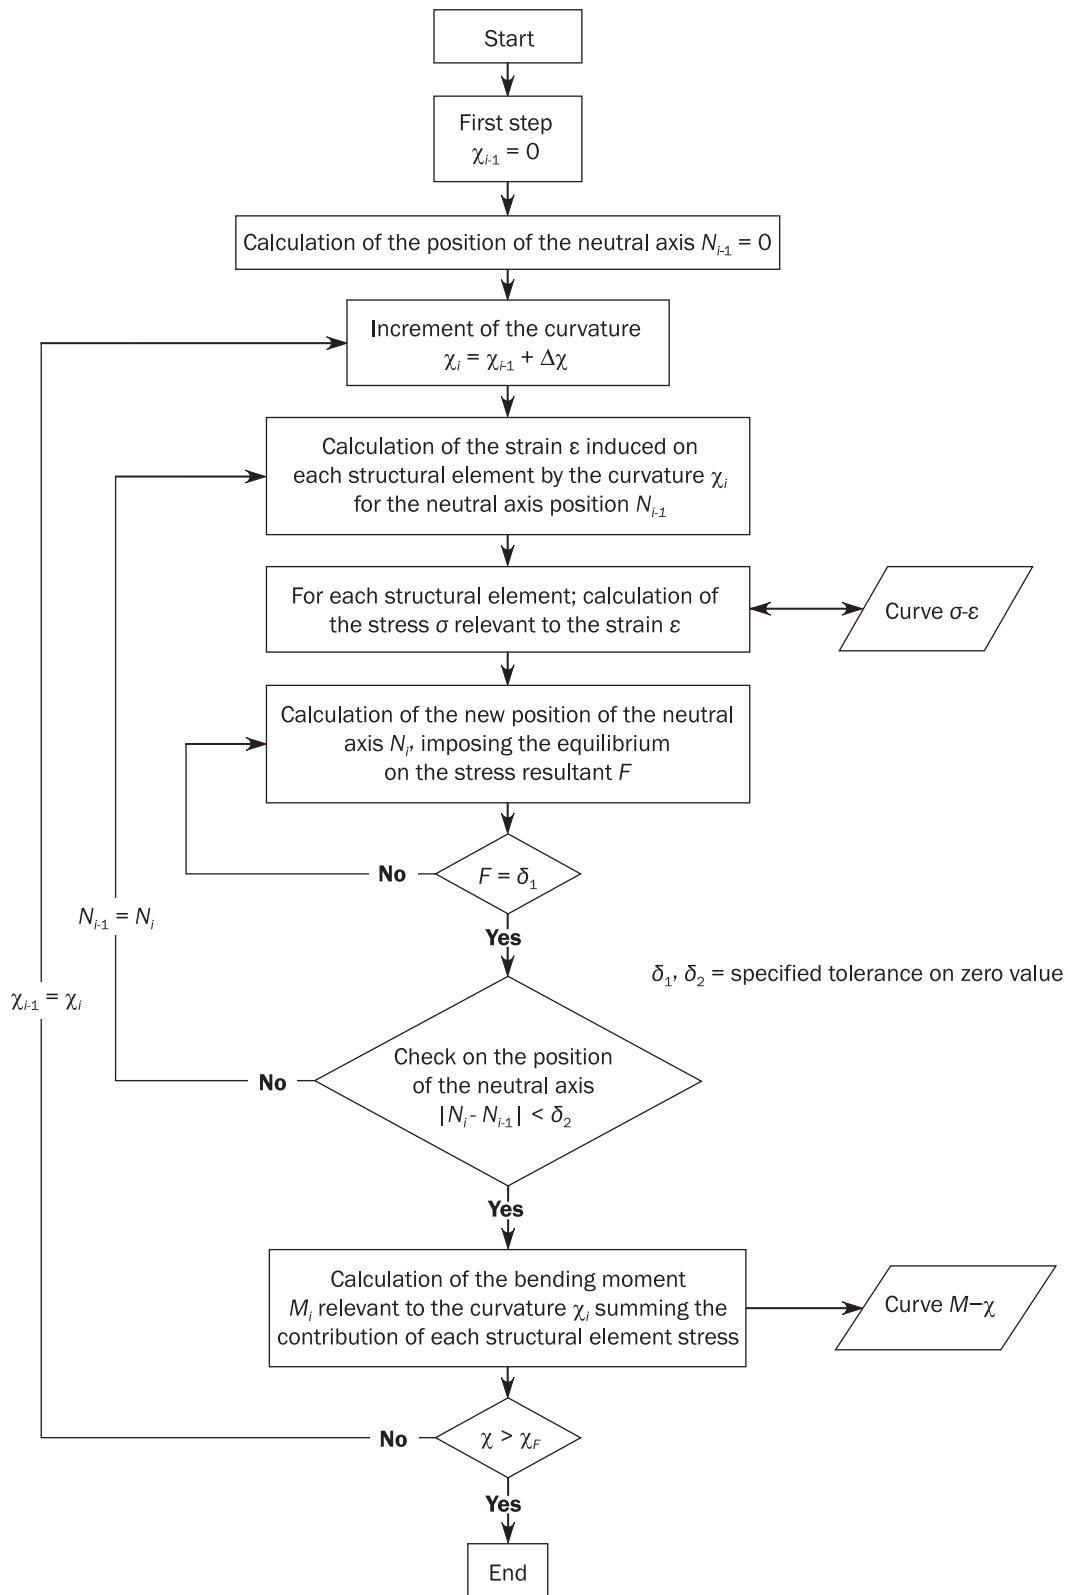 Start
First step
χi-1 = 0
Calculation of the position of the neutral axis Ni-1 = 0
Increment of the curvature
χi = χi-1 + Δχ
Calculation of the strain ε induced on
each structural element by the curvature χi
for the neutral axis position Ni-1
For each structural element; calculation of
the stress σ relevant to the strain ε
Curve σ-ε
Calculation of the new position of the neutral
axis Ni, imposing the equilibrium
on the stress resultant F
No
F = δ1
Ni-1 = Ni
Yes
δ1, δ2 = specified tolerance on zero value
χi-1 = χi
Check on the position
of the neutral axis
|Ni - Ni-1| < δ2
No
Yes
Calculation of the bending moment
Mi relevant to the curvature χi summing the
contribution of each structural element stress
Curve M–χ
No
χ > χF
Yes
End